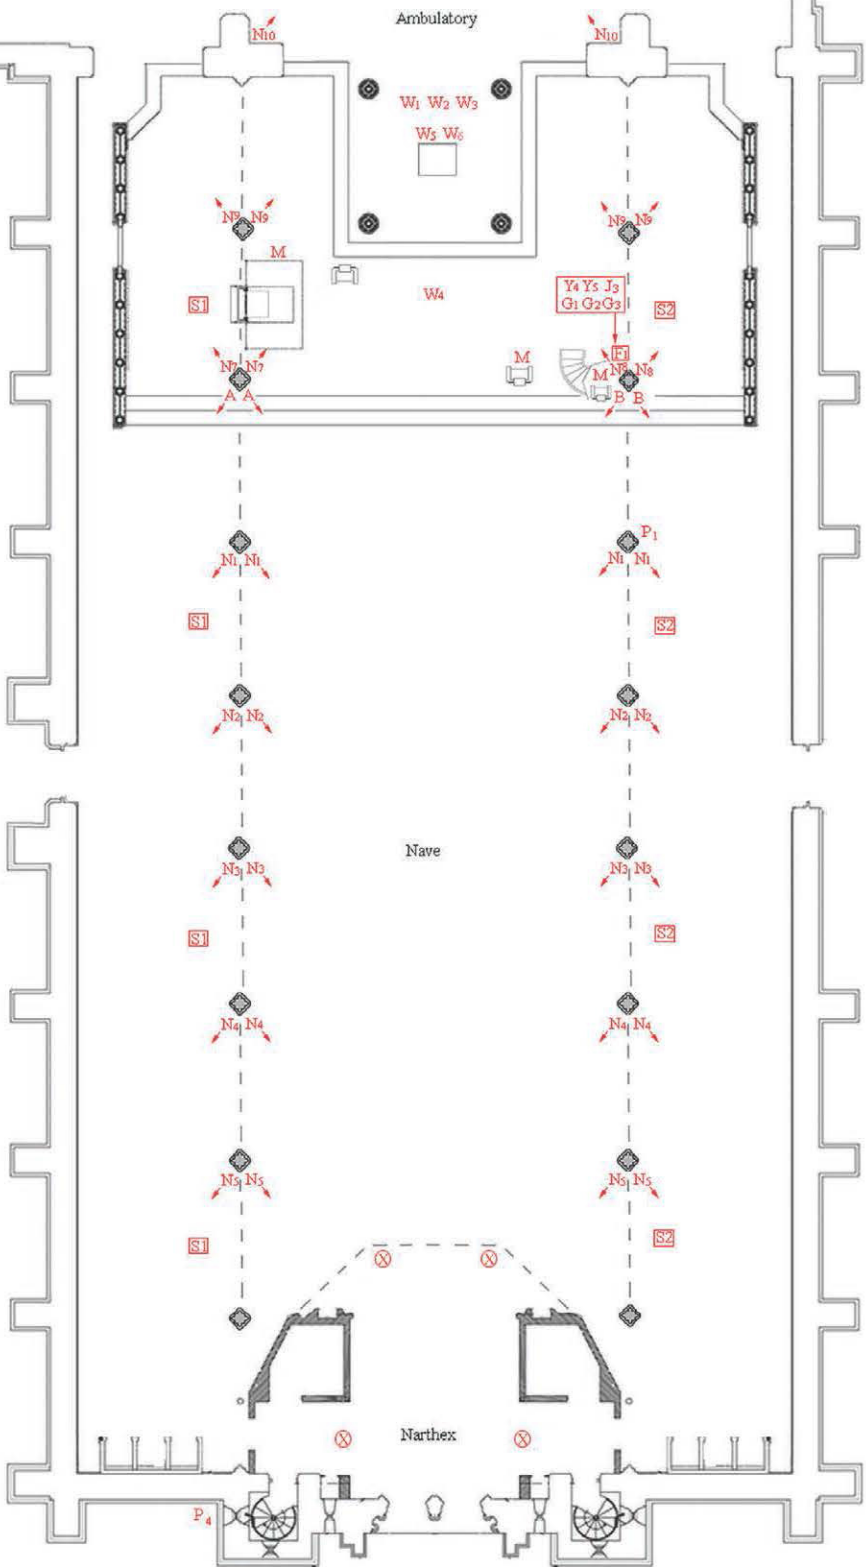 Ambulatory
N10 N10
W1 W2 W3
W5 W6
N9 N9 N9 N9
M
Y4 Y5 J3
G1 G2 G3
S1 W4 S2
F1
N7 N7 M M N8
A A B B
P1
N1 N1 N1 N1
S1 S2
N2 N2 N2 N2
Nave
N3 N3 N3 N3
S1 S2
N4 N4 N4 N4
N5 N5 N5 N5
S1 S2
X X
Narthex
X X
P4